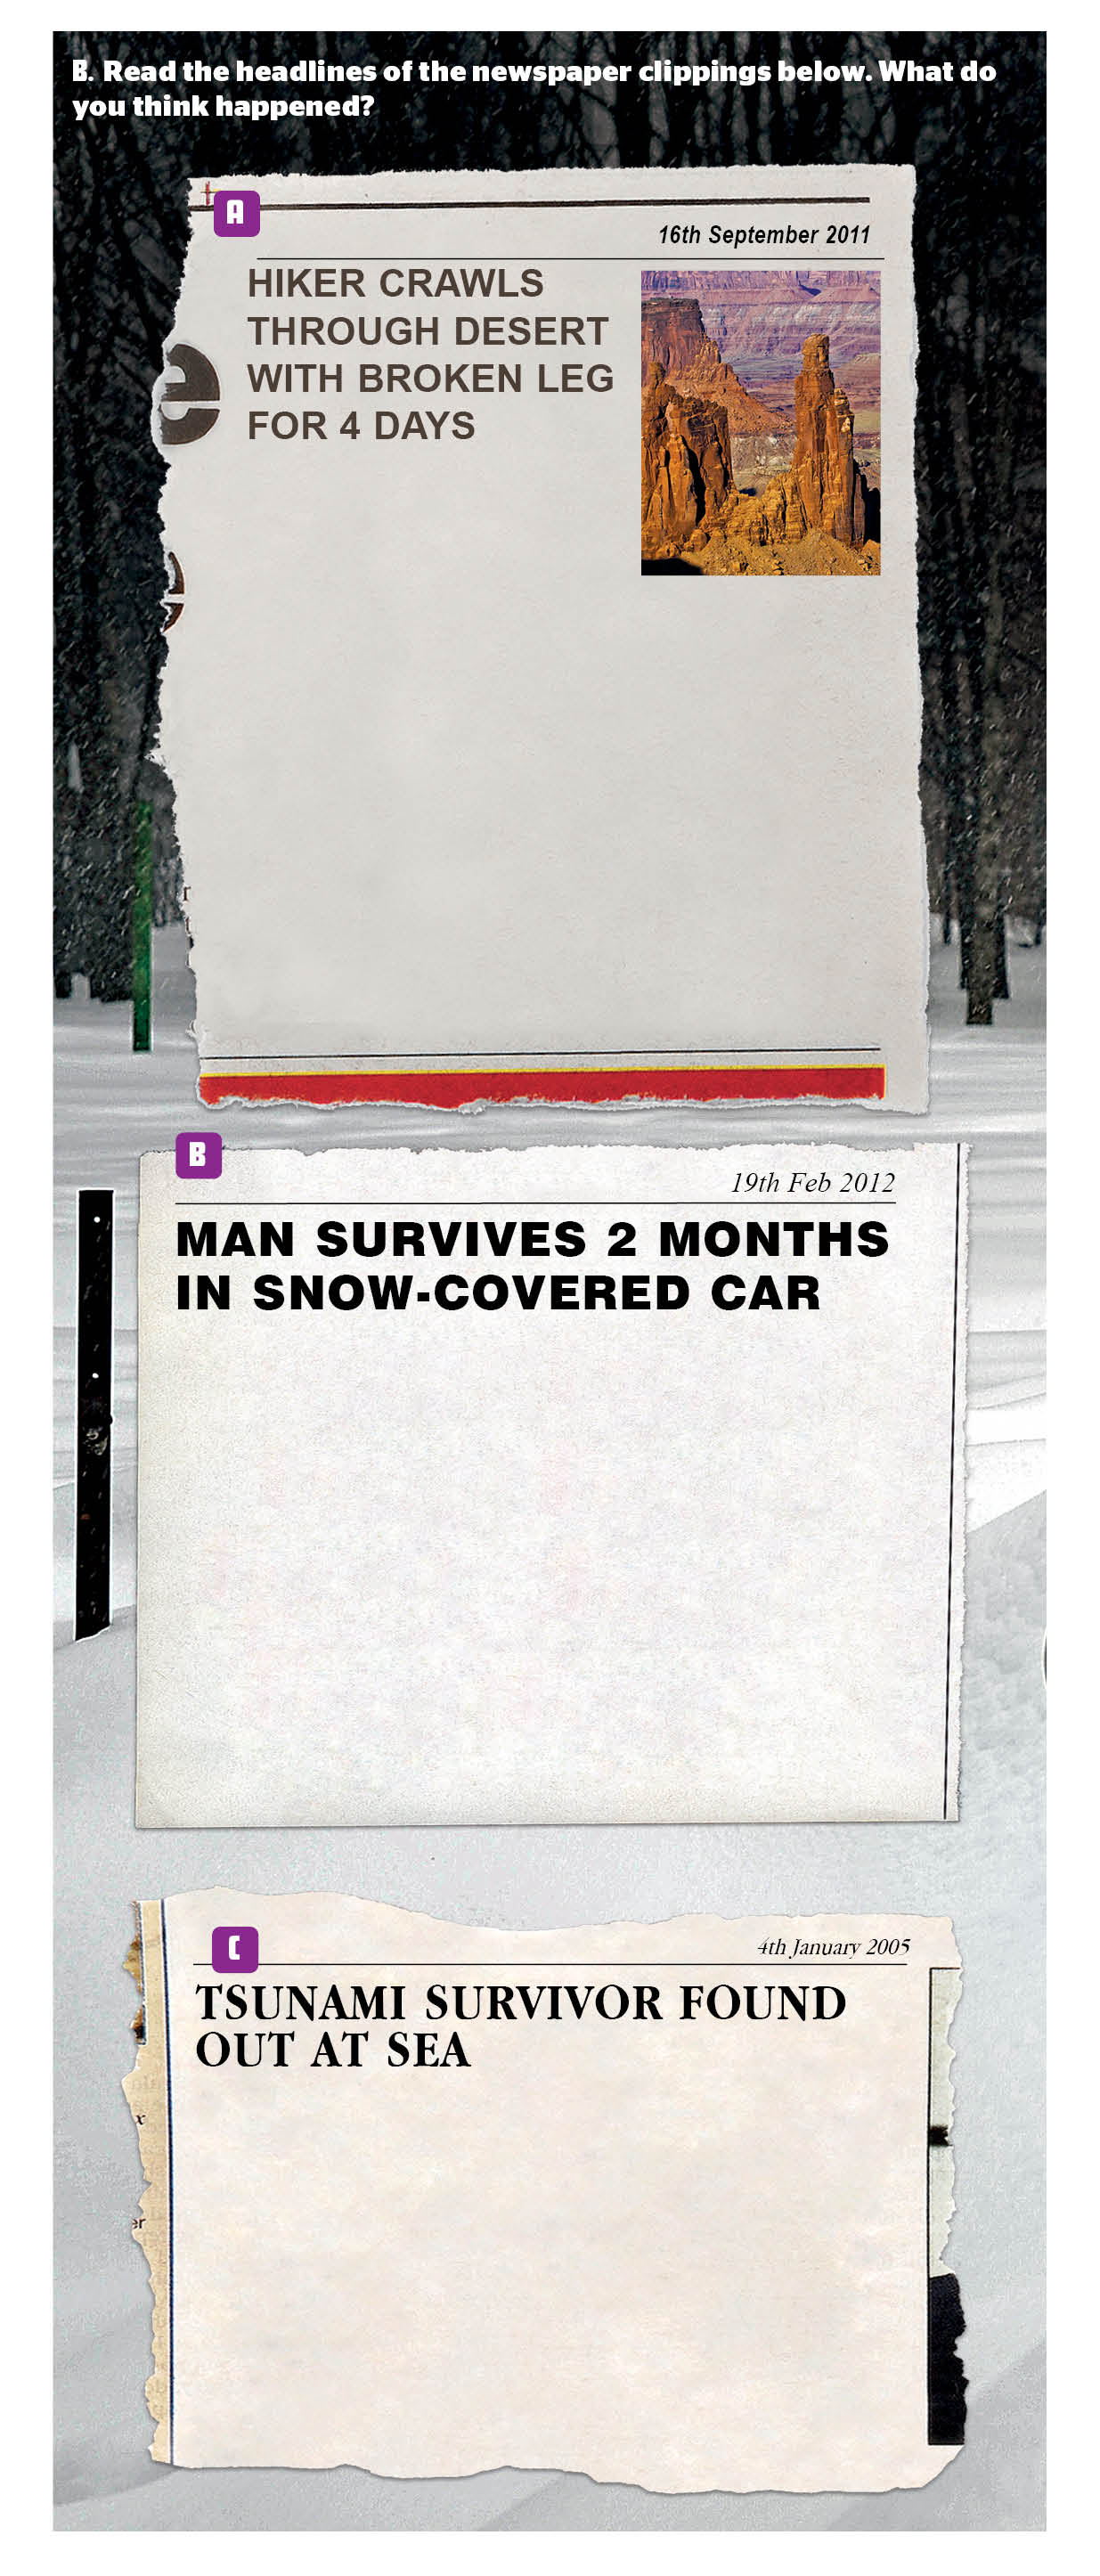 B. Read the headlines of the newspaper clippings below. What do
you think happened?
A
16th September 2011
HIKER CRAWLS
THROUGH DESERT
WITH BROKEN LEG
FOR 4 DAYS
e
B
19th Feb 2012
MAN SURVIVES 2 MONTHS
IN SNOW-COVERED CAR
C
4th January 2005
TSUNAMI SURVIVOR FOUND
OUT AT SEA
x
er